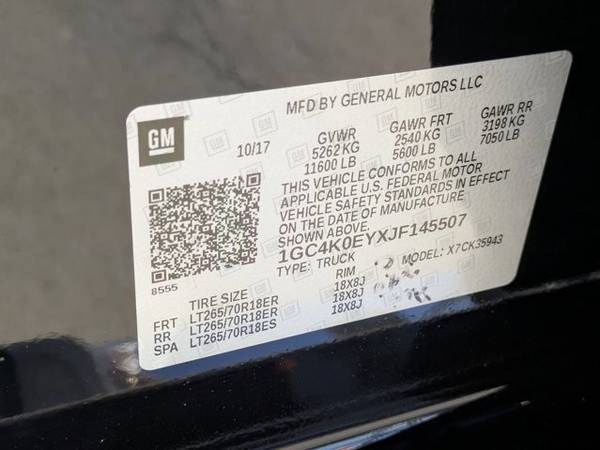 MFD BY GENERAL MOTORS LLC
GM
10/17 GVWR GAWR FRT GAWR RR
5262 KG 2540 KG 3198 KG
11600 LB 5600 LB 7050 LB
THIS VEHICLE CONFORMS TO ALL
APPLICABLE U.S. FEDERAL MOTOR
VEHICLE SAFETY STANDARDS IN EFFECT
ON THE DATE OF MANUFACTURE
SHOWN ABOVE.
1GC4K0EYXJF145507
TYPE: TRUCK MODEL: X7CK35943
8555
TIRE SIZE RIM
FRT LT265/70R18ER 18X8J
RR LT265/70R18ER 18X8J
SPA LT265/70R18ES 18X8J